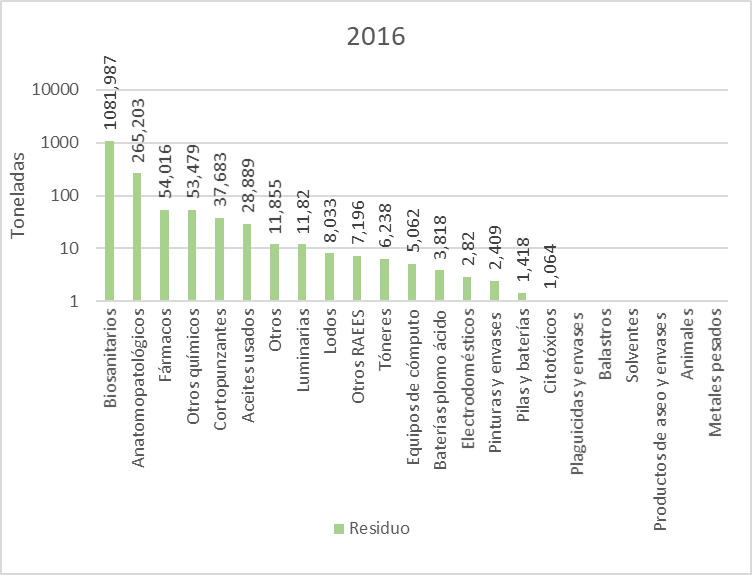 2016
Toneladas
10000
1000
100
10
1
1081,987
265,203
54,016
53,479
37,683
28,889
11,855
11,82
8,033
7,196
6,238
5,062
3,818
2,82
2,409
1,418
1,064
Biosanitarios
Anatomopatológicos
Fármacos
Otros químicos
Cortopunzantes
Aceites usados
Otros
Luminarias
Lodos
Otros RAEES
Tóneres
Equipos de cómputo
Baterías plomo ácido
Electrodomésticos
Pinturas y envases
Pilas y baterías
Citotóxicos
Plaguicidas y envases
Balastros
Solventes
Productos de aseo y envases
Animales
Metales pesados
Residuo